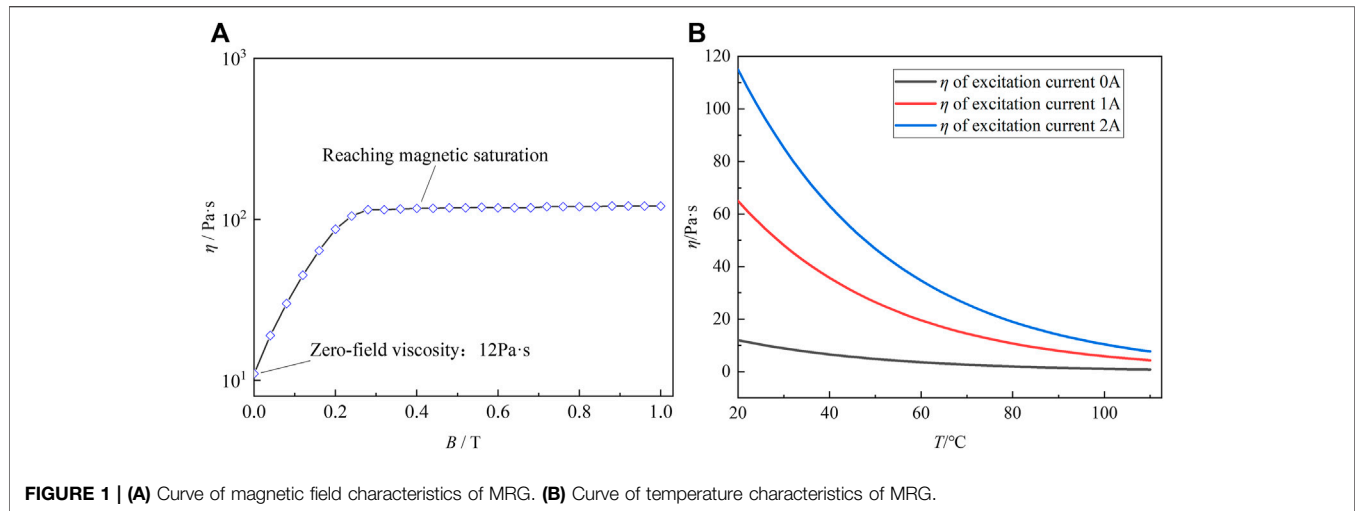 A
10³
10²
10¹
η / Pa·s
Reaching magnetic saturation
Zero-field viscosity: 12Pa·s
0.0 0.2 0.4 0.6 0.8 1.0
B / T
B
120
100
80
60
40
20
0
η/Pa·s
η of excitation current 0A
η of excitation current 1A
η of excitation current 2A
20 40 60 80 100
T/°C
FIGURE 1 | (A) Curve of magnetic field characteristics of MRG. (B) Curve of temperature characteristics of MRG.